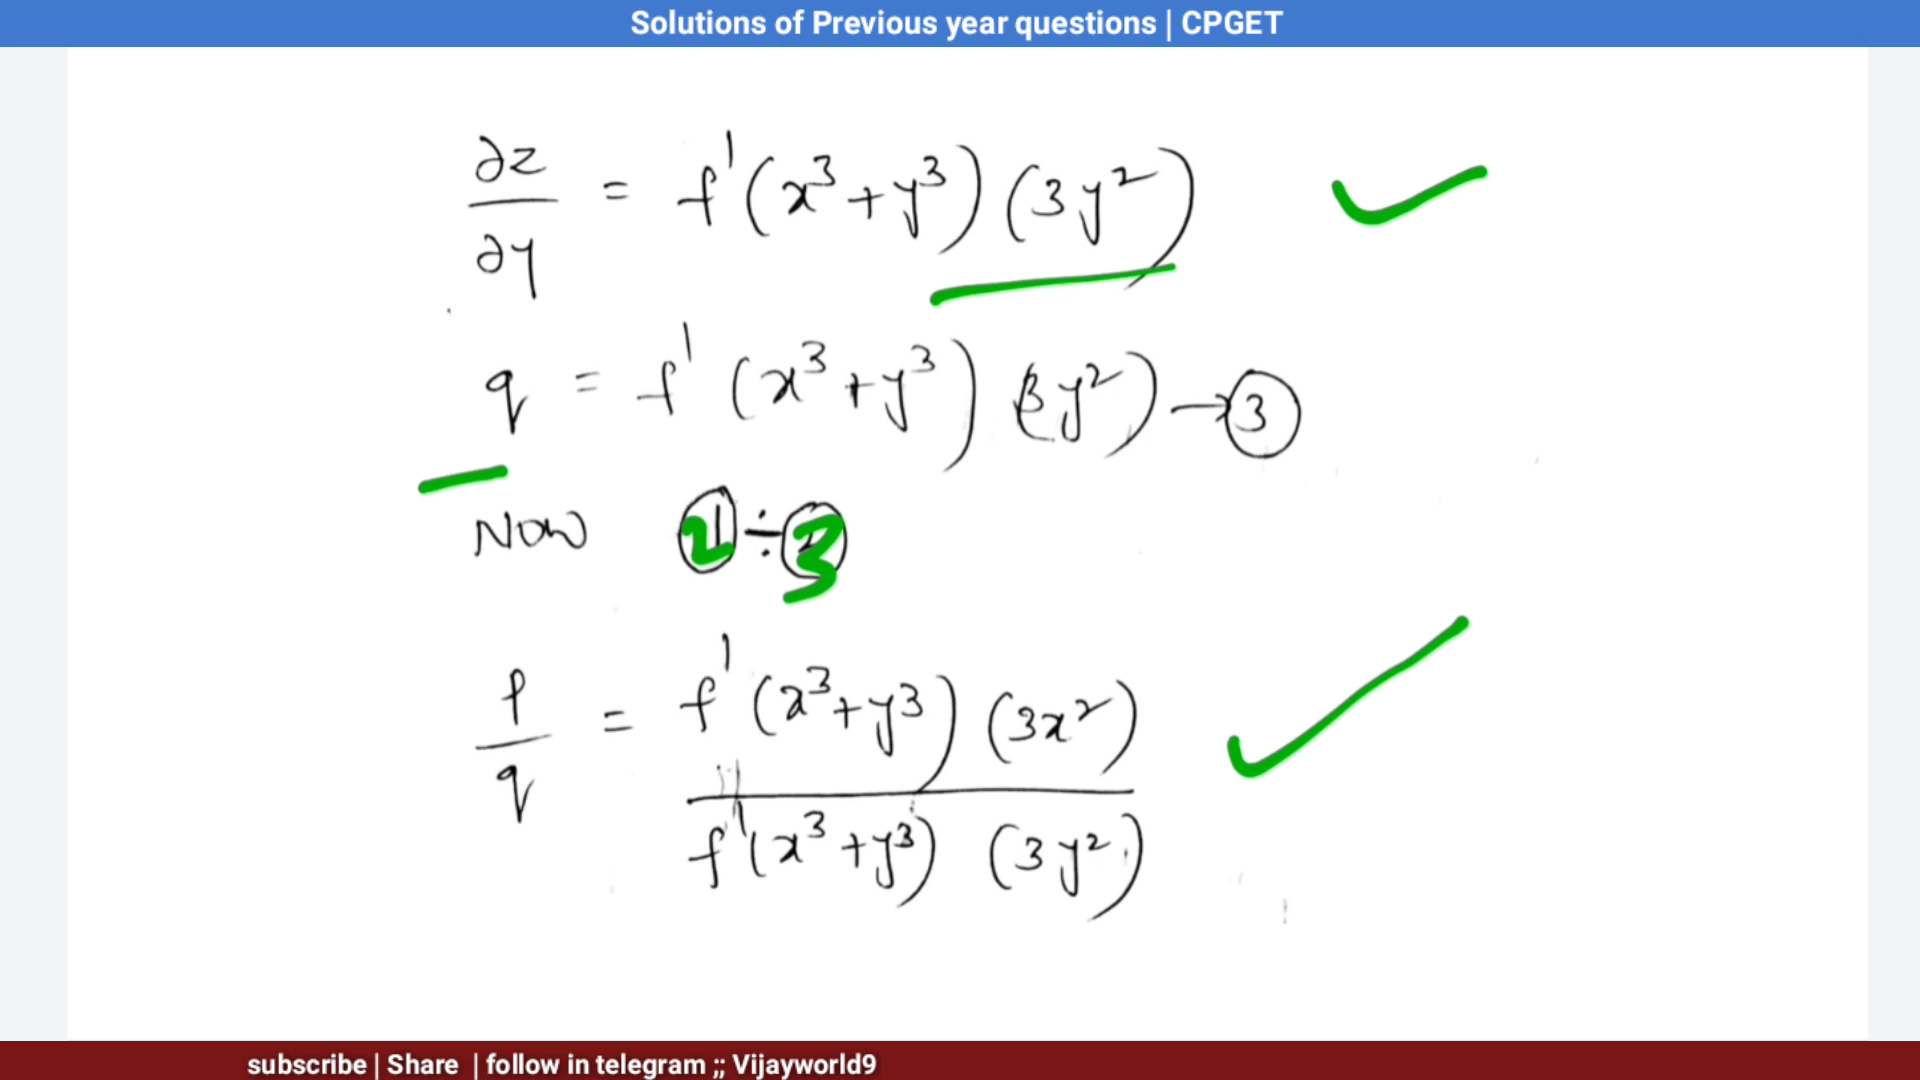 Solutions of Previous year questions | CPGET
∂z/∂y = f'(x³+y³)(3y²)
q = f'(x³+y³)(3y²) → ③
Now ② ÷ ③
p/q = f'(x³+y³)(3x²) / f'(x³+y³)(3y²)
subscribe | Share | follow in telegram ;; Vijayworld9